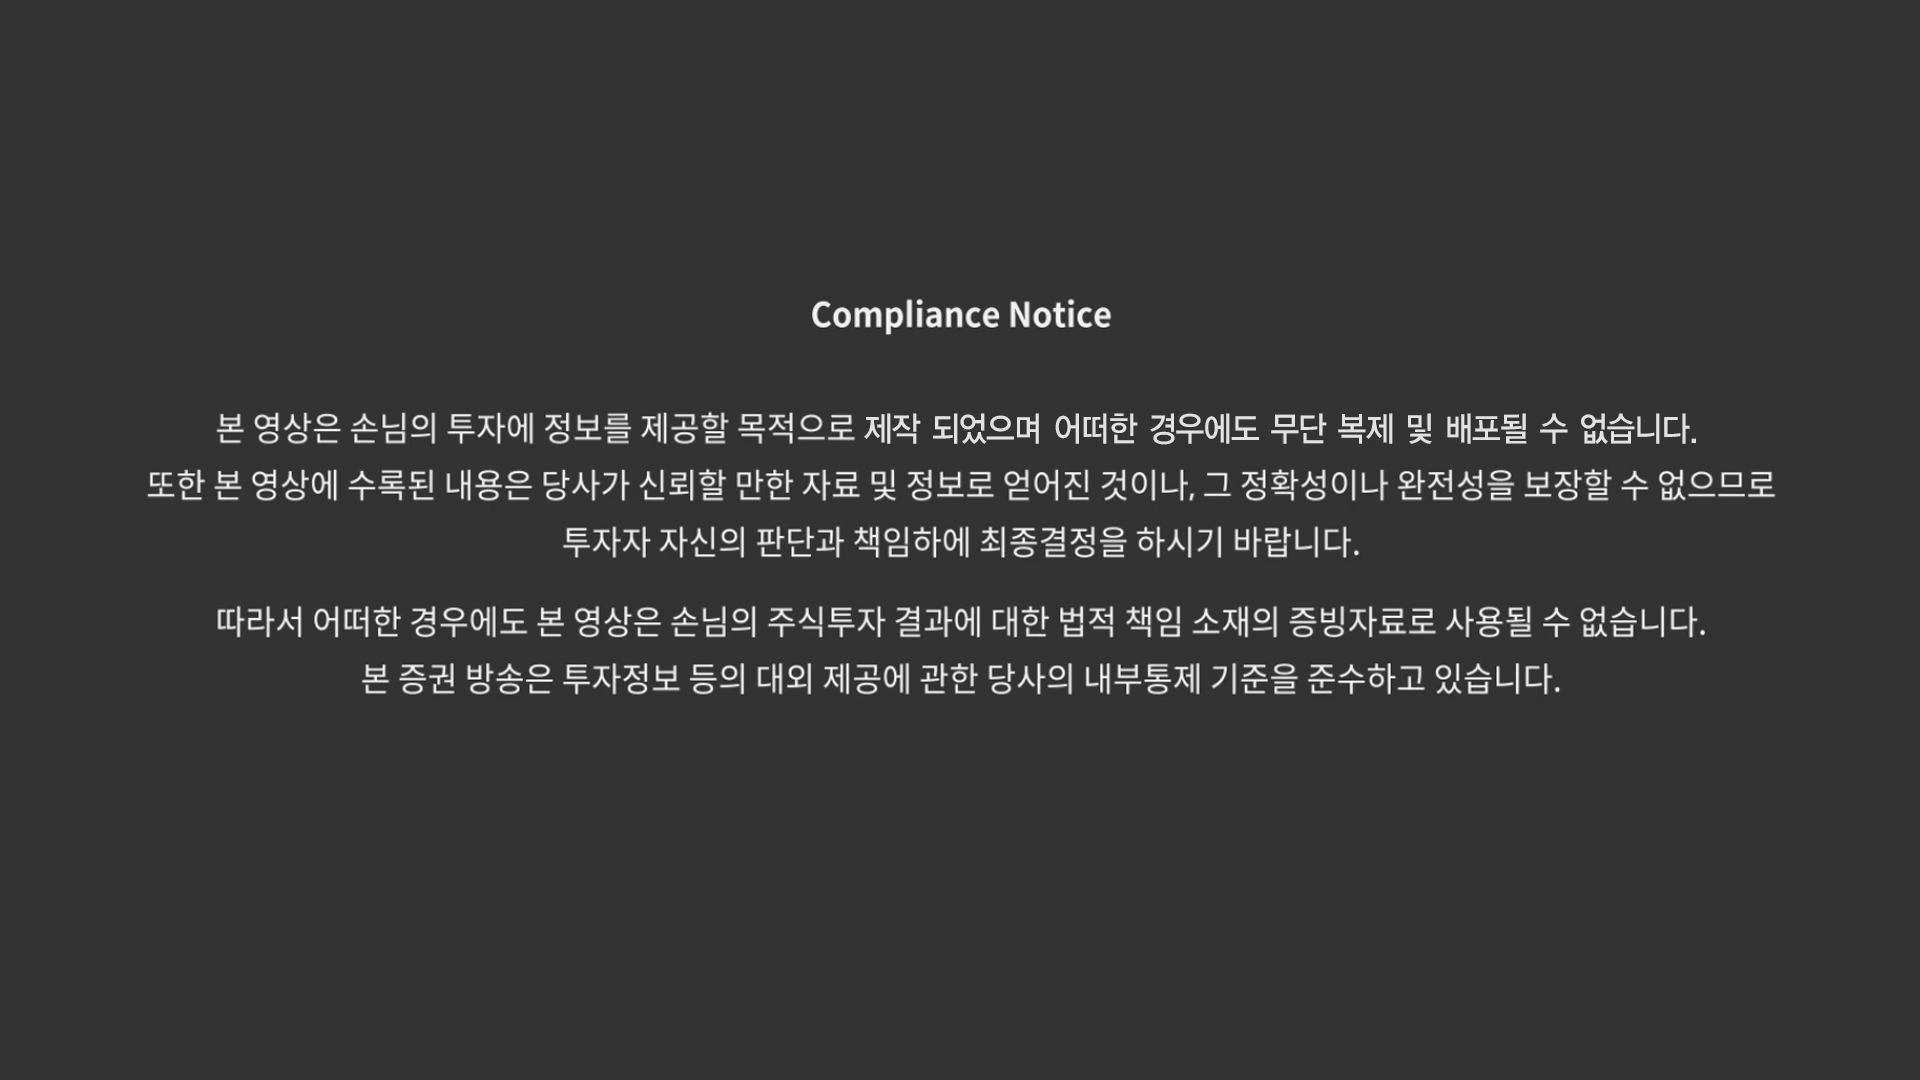 Compliance Notice
본 영상은 손님의 투자에 정보를 제공할 목적으로 제작 되었으며 어떠한 경우에도 무단 복제 및 배포될 수 없습니다.
또한 본 영상에 수록된 내용은 당사가 신뢰할 만한 자료 및 정보로 얻어진 것이나, 그 정확성이나 완전성을 보장할 수 없으므로
투자자 자신의 판단과 책임하에 최종결정을 하시기 바랍니다.
따라서 어떠한 경우에도 본 영상은 손님의 주식투자 결과에 대한 법적 책임 소재의 증빙자료로 사용될 수 없습니다.
본 증권 방송은 투자정보 등의 대외 제공에 관한 당사의 내부통제 기준을 준수하고 있습니다.